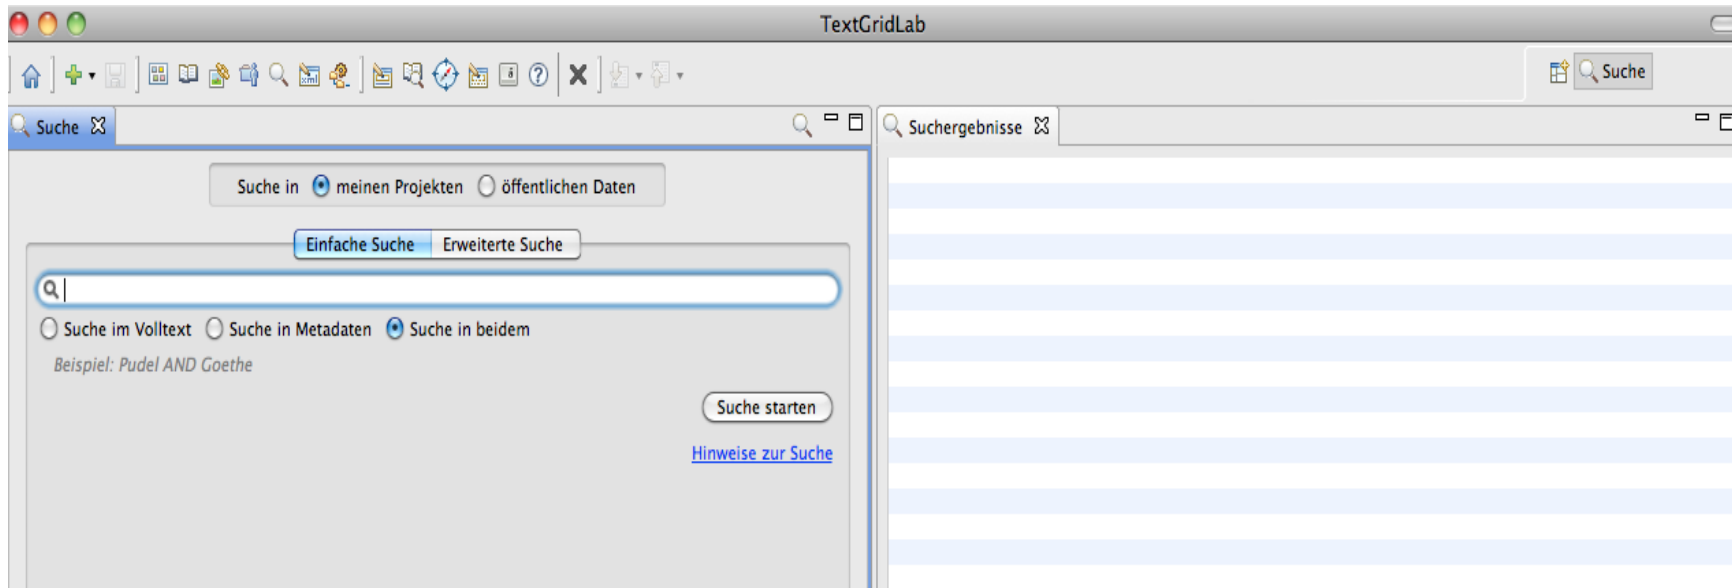 TextGridLab
Suche
Suche
Suchergebnisse
Suche in meinen Projekten öffentlichen Daten
Einfache Suche Erweiterte Suche
Suche im Volltext Suche in Metadaten Suche in beidem
Beispiel: Pudel AND Goethe
Suche starten
Hinweise zur Suche